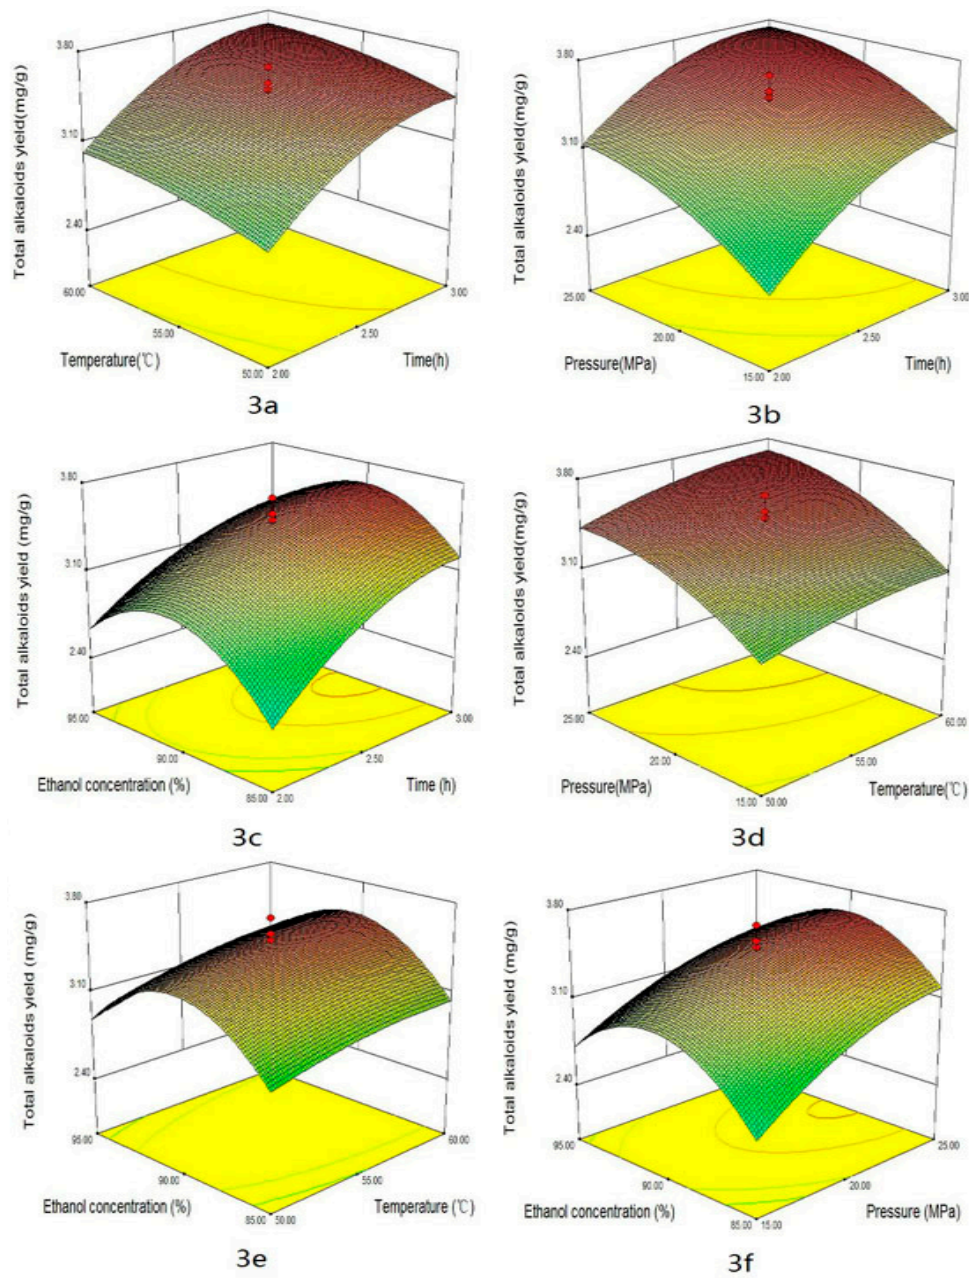 Total alkaloids yield(mg/g)
3.80
3.10
2.40
60.00
55.00
50.00
2.00
2.50
3.00
Temperature(℃)
Time(h)
3a
Total alkaloids yield(mg/g)
3.80
3.10
2.40
25.00
20.00
15.00
2.00
2.50
3.00
Pressure(MPa)
Time(h)
3b
Total alkaloids yield (mg/g)
3.80
3.10
2.40
95.00
90.00
85.00
2.00
2.50
3.00
Ethanol concentration (%)
Time (h)
3c
Total alkaloids yield(mg/g)
3.80
3.10
2.40
25.00
20.00
15.00
50.00
55.00
60.00
Pressure(MPa)
Temperature(℃)
3d
Total alkaloids yield (mg/g)
3.80
3.10
2.40
95.00
90.00
85.00
50.00
55.00
60.00
Ethanol concentration (%)
Temperature (℃)
3e
Total alkaloids yield (mg/g)
3.80
3.10
2.40
95.00
90.00
85.00
15.00
20.00
25.00
Ethanol concentration (%)
Pressure (MPa)
3f